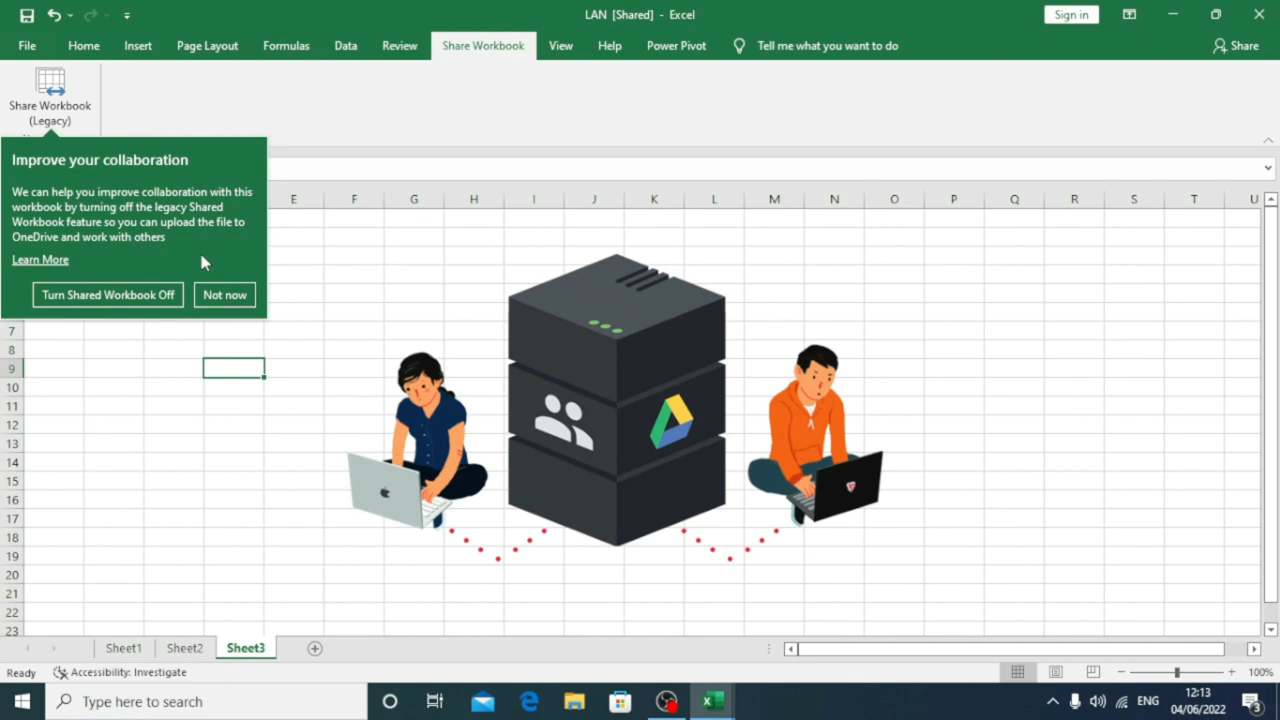 LAN [Shared] - Excel
Sign in
File Home Insert Page Layout Formulas Data Review Share Workbook View Help Power Pivot Tell me what you want to do Share
Share Workbook
(Legacy)
Improve your collaboration
We can help you improve collaboration with this
workbook by turning off the legacy Shared
Workbook feature so you can upload the file to
OneDrive and work with others
Learn More
Turn Shared Workbook Off Not now
E F G H I J K L M N O P Q R S T U
7
8
9
10
11
12
13
14
15
16
17
18
19
20
21
22
23
Sheet1 Sheet2 Sheet3
Ready Accessibility: Investigate 100%
Type here to search
ENG
12:13
04/06/2022
3